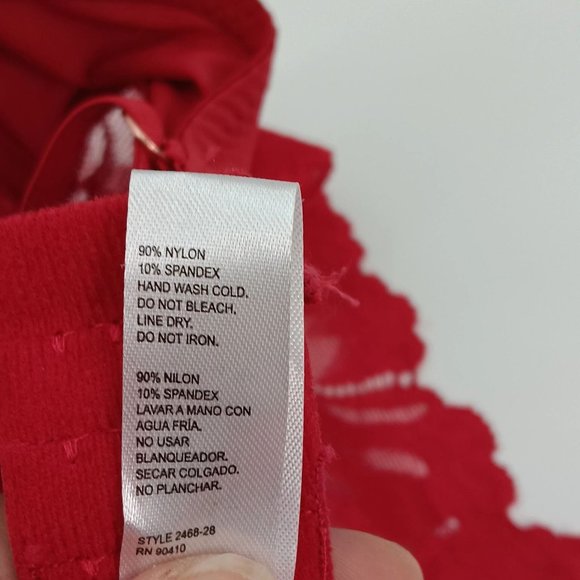 90% NYLON
10% SPANDEX
HAND WASH COLD.
DO NOT BLEACH.
LINE DRY.
DO NOT IRON.
90% NILON
10% SPANDEX
LAVAR A MANO CON
AGUA FRÍA.
NO USAR
BLANQUEADOR.
SECAR COLGADO.
NO PLANCHAR.
STYLE 2468-28
RN 90410